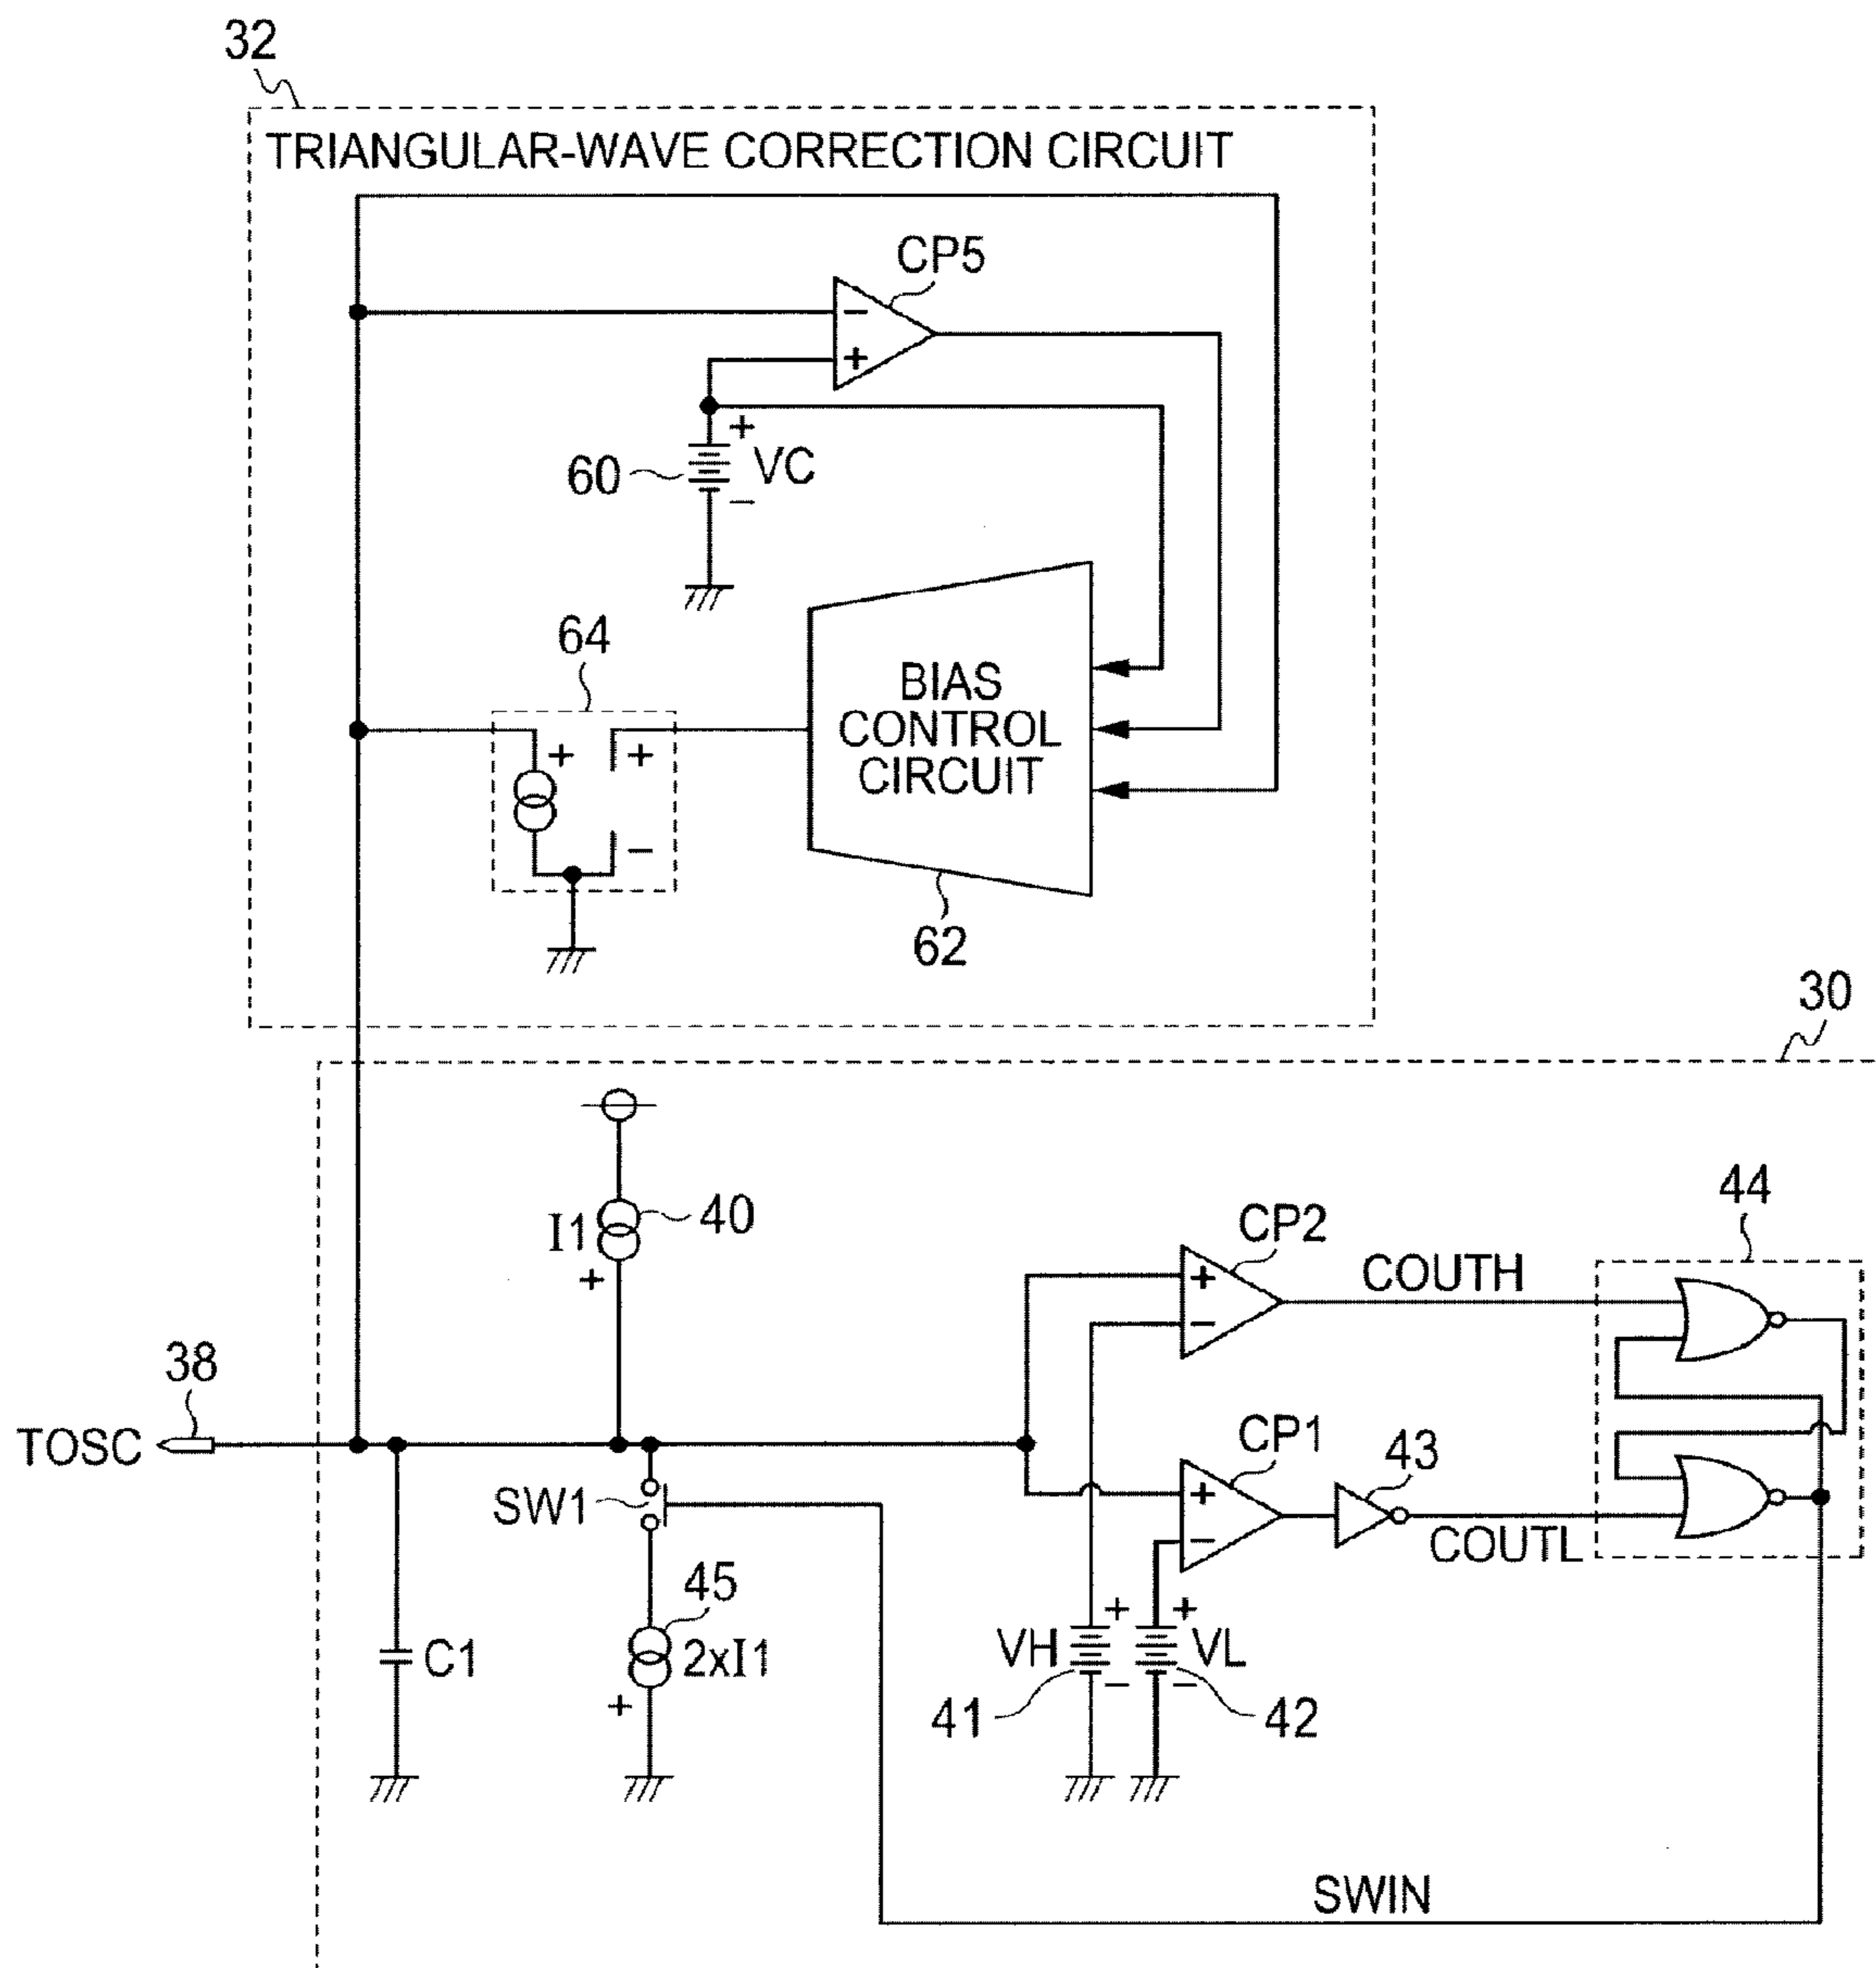 32
TRIANGULAR-WAVE CORRECTION CIRCUIT
CP5
−
+
+
60
VC
−
64
BIAS
CONTROL
CIRCUIT
+
+
−
62
30
I1
40
+
44
CP2
COUTH
+
−
38
TOSC
CP1
43
SW1
+
−
COUTL
45
2xI1
+
C1
VH
+
−
+
VL
−
41
42
SWIN